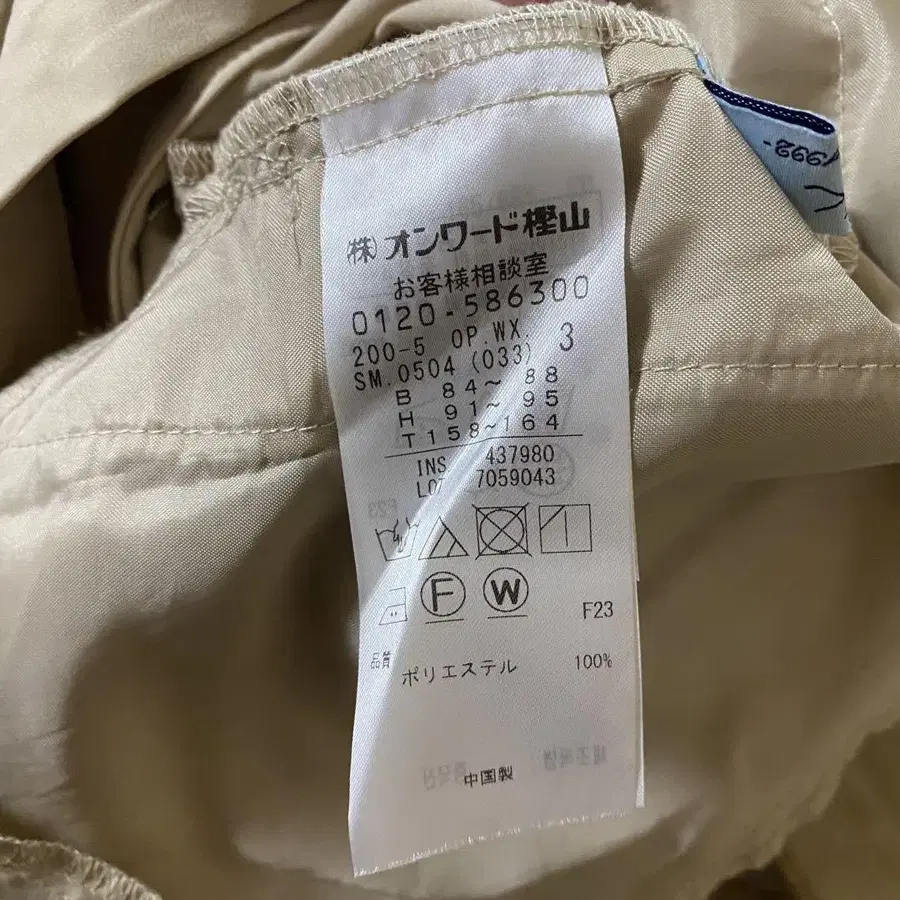 (株)オンワード樫山
お客様相談室
0120-586300
200-5 OP.WX. 3
SM.0504 (033)
B 84~ 88
H 91~ 95
T 158~164
INS 437980
LOT 7059043
F W
F23
品質 ポリエステル 100%
中国製